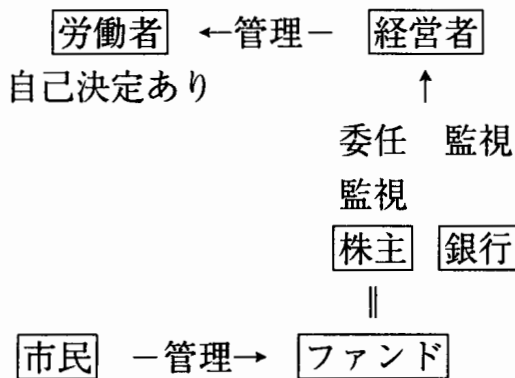 労働者 ←管理− 経営者
自己決定あり ↑
委任 監視
監視
株主 銀行
||
市民 −管理→ ファンド